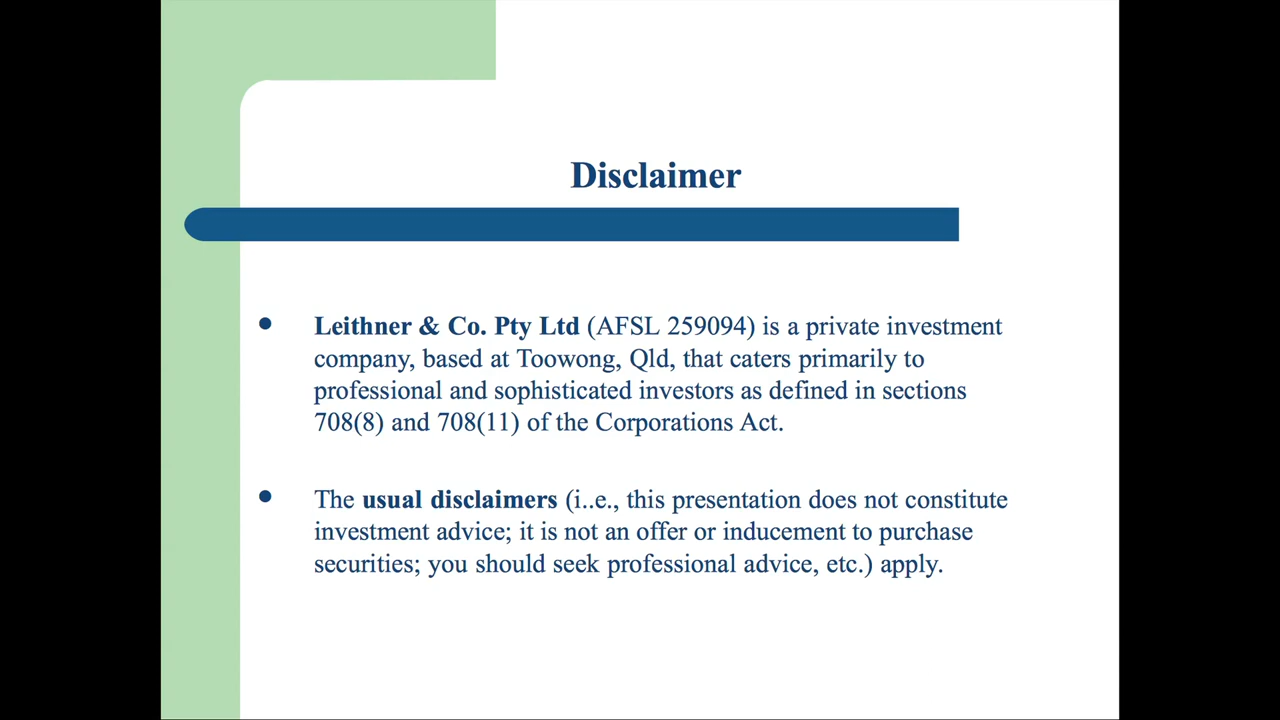 Disclaimer
Leithner & Co. Pty Ltd (AFSL 259094) is a private investment
company, based at Toowong, Qld, that caters primarily to
professional and sophisticated investors as defined in sections
708(8) and 708(11) of the Corporations Act.
The usual disclaimers (i..e., this presentation does not constitute
investment advice; it is not an offer or inducement to purchase
securities; you should seek professional advice, etc.) apply.